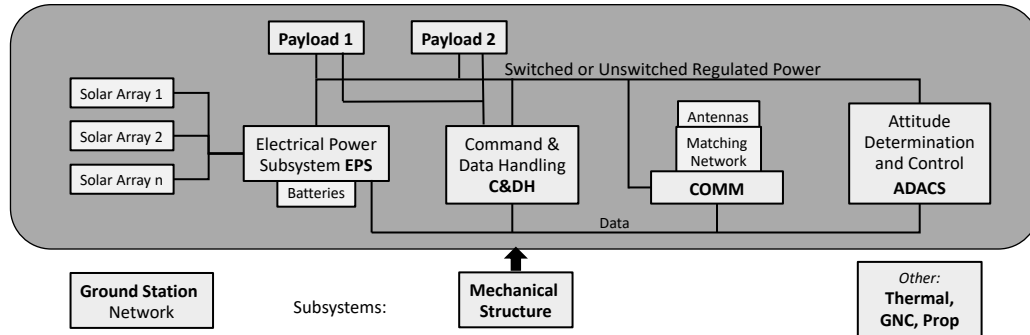 Payload 1
Payload 2
Switched or Unswitched Regulated Power
Solar Array 1
Solar Array 2
Solar Array n
Electrical Power
Subsystem EPS
Batteries
Command &
Data Handling
C&DH
Antennas
Matching
Network
COMM
Attitude
Determination
and Control
ADACS
Data
Ground Station
Network
Subsystems:
Mechanical
Structure
Other:
Thermal,
GNC, Prop